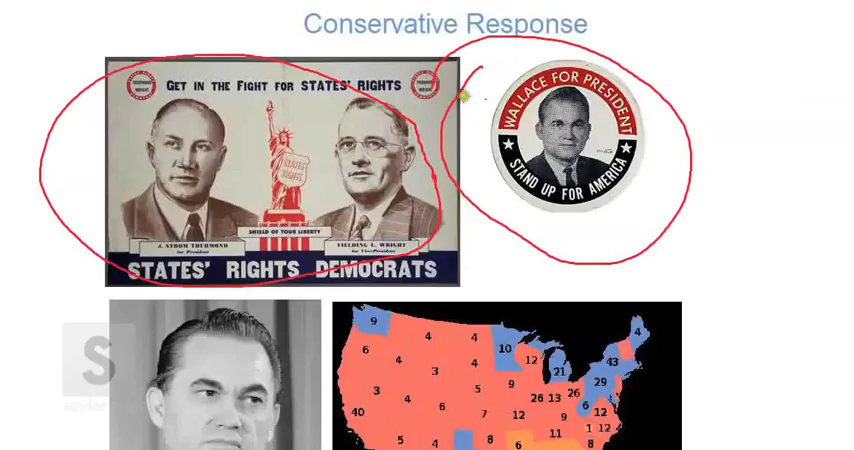 Conservative Response
GET IN THE FIGHT FOR STATES' RIGHTS
WALLACE FOR PRESIDENT
STAND UP FOR AMERICA
STATES'
RIGHTS
SHIELD OF YOUR LIBERTY
J. STROM THURMOND
for President
FIELDING L. WRIGHT
for Vice-President
STATES' RIGHTS DEMOCRATS
S
9
4
4
4
6
4
4
10
12
43
3
5
9
21
29
3
4
6
26
13
26
6
40
7
12
9
12
1
12
5
4
8
6
11
8